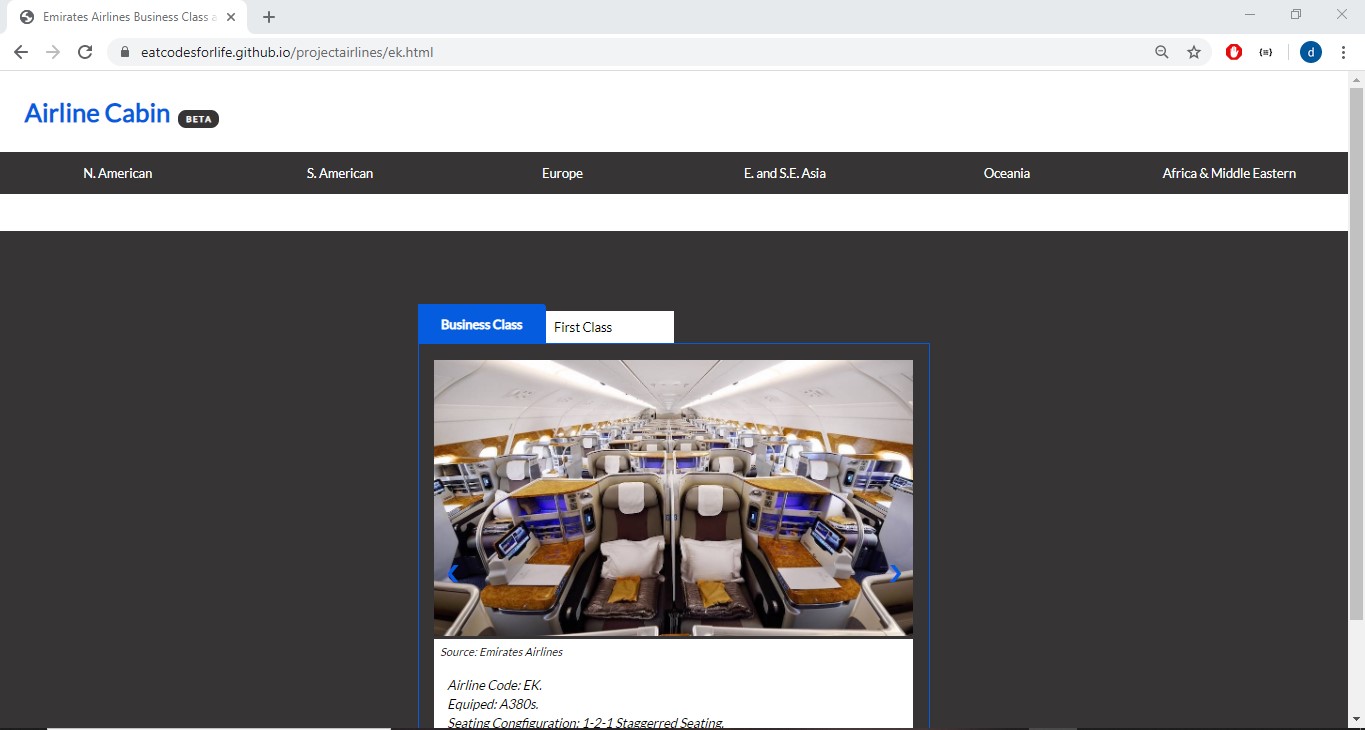 Emirates Airlines Business Class a
eatcodesforlife.github.io/projectairlines/ek.html
d
Airline Cabin BETA
N. American S. American Europe E. and S.E. Asia Oceania Africa & Middle Eastern
Business Class First Class
Source: Emirates Airlines
Airline Code: EK.
Equiped: A380s.
Seating Congfiguration: 1-2-1 Staggerred Seating.